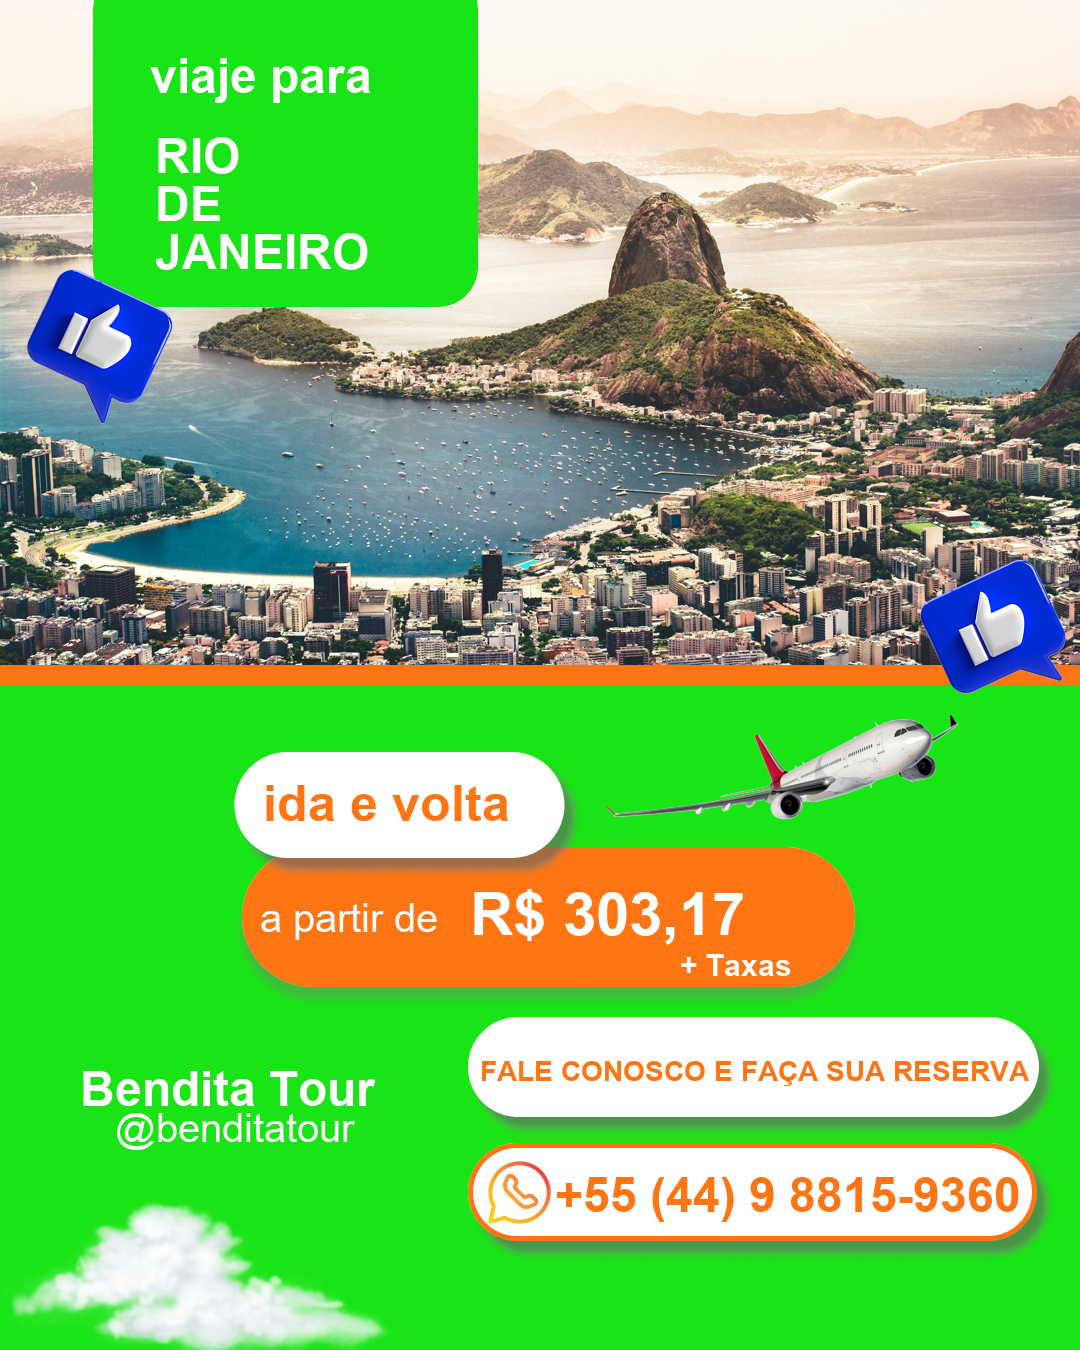 viaje para
RIO
DE
JANEIRO
ida e volta
a partir de R$ 303,17
+ Taxas
FALE CONOSCO E FAÇA SUA RESERVA
Bendita Tour
@benditatour
+55 (44) 9 8815-9360